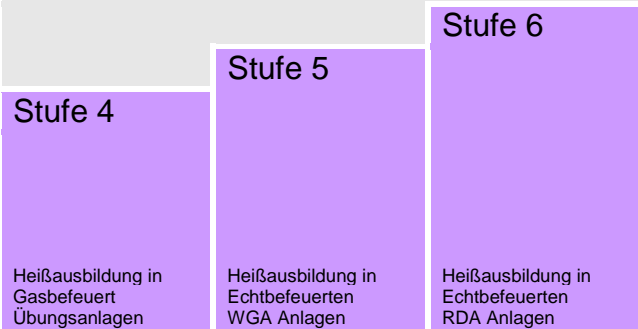 Stufe 4
Heißausbildung in
Gasbefeuert
Übungsanlagen
Stufe 5
Heißausbildung in
Echtbefeuerten
WGA Anlagen
Stufe 6
Heißausbildung in
Echtbefeuerten
RDA Anlagen